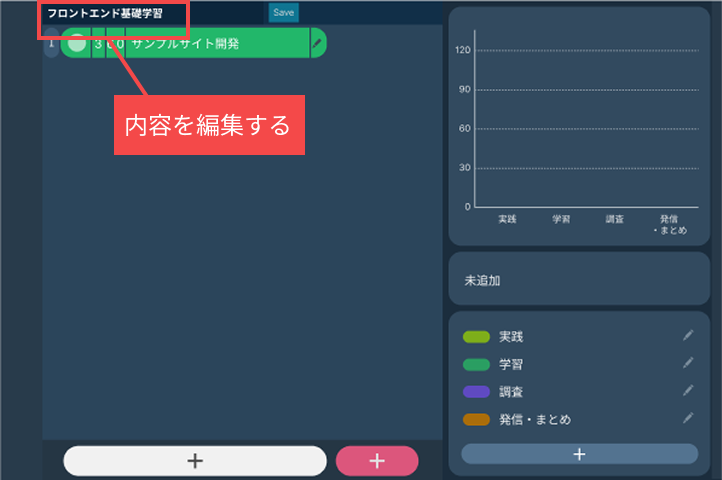 フロントエンド基礎学習
Save
1
サンプルサイト開発
内容を編集する
120
90
60
30
0
実践
学習
調査
発信
・まとめ
未追加
実践
学習
調査
発信・まとめ